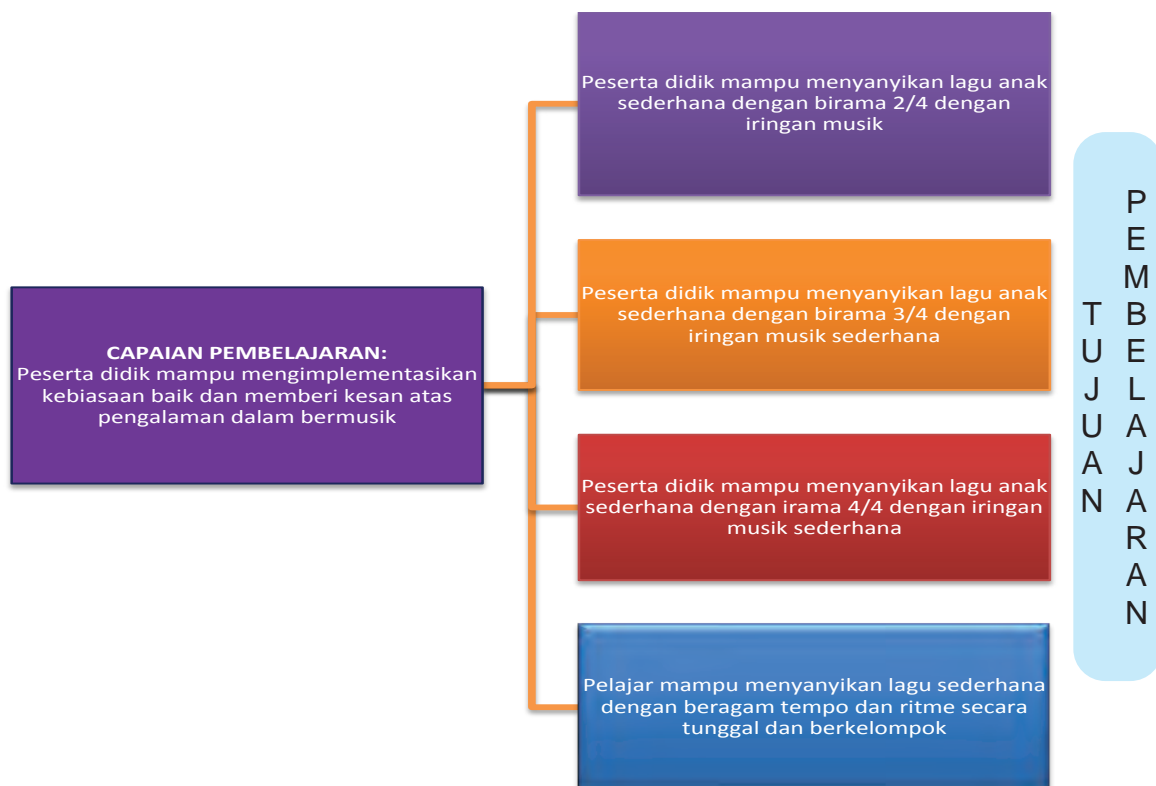 CAPAIAN PEMBELAJARAN:
Peserta didik mampu mengimplementasikan
kebiasaan baik dan memberi kesan atas
pengalaman dalam bermusik
Peserta didik mampu menyanyikan lagu anak
sederhana dengan birama 2/4 dengan
iringan musik
Peserta didik mampu menyanyikan lagu anak
sederhana dengan birama 3/4 dengan
iringan musik sederhana
Peserta didik mampu menyanyikan lagu anak
sederhana dengan irama 4/4 dengan iringan
musik sederhana
Pelajar mampu menyanyikan lagu sederhana
dengan beragam tempo dan ritme secara
tunggal dan berkelompok
TUJUAN
PEMBELAJARAN